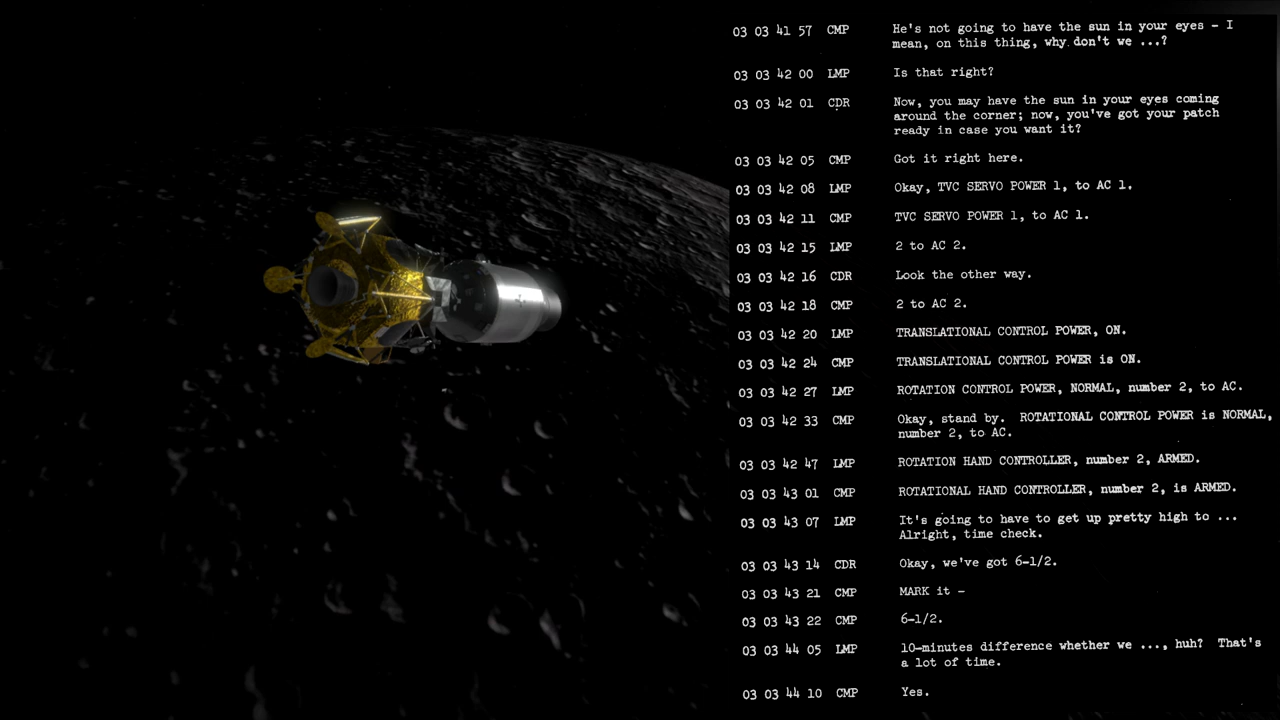 03 03 41 57 CMP He's not going to have the sun in your eyes – I
mean, on this thing, why don't we ...?
03 03 42 00 LMP Is that right?
03 03 42 01 CDR Now, you may have the sun in your eyes coming
around the corner; now, you've got your patch
ready in case you want it?
03 03 42 05 CMP Got it right here.
03 03 42 08 LMP Okay, TVC SERVO POWER 1, to AC 1.
03 03 42 11 CMP TVC SERVO POWER 1, to AC 1.
03 03 42 15 LMP 2 to AC 2.
03 03 42 16 CDR Look the other way.
03 03 42 18 CMP 2 to AC 2.
03 03 42 20 LMP TRANSLATIONAL CONTROL POWER, ON.
03 03 42 24 CMP TRANSLATIONAL CONTROL POWER is ON.
03 03 42 27 LMP ROTATION CONTROL POWER, NORMAL, number 2, to AC.
03 03 42 33 CMP Okay, stand by. ROTATIONAL CONTROL POWER is NORMAL,
number 2, to AC.
03 03 42 47 LMP ROTATION HAND CONTROLLER, number 2, ARMED.
03 03 43 01 CMP ROTATIONAL HAND CONTROLLER, number 2, is ARMED.
03 03 43 07 LMP It's going to have to get up pretty high to ...
Alright, time check.
03 03 43 14 CDR Okay, we've got 6-1/2.
03 03 43 21 CMP MARK it –
03 03 43 22 CMP 6-1/2.
03 03 44 05 LMP 10-minutes difference whether we ..., huh? That's
a lot of time.
03 03 44 10 CMP Yes.